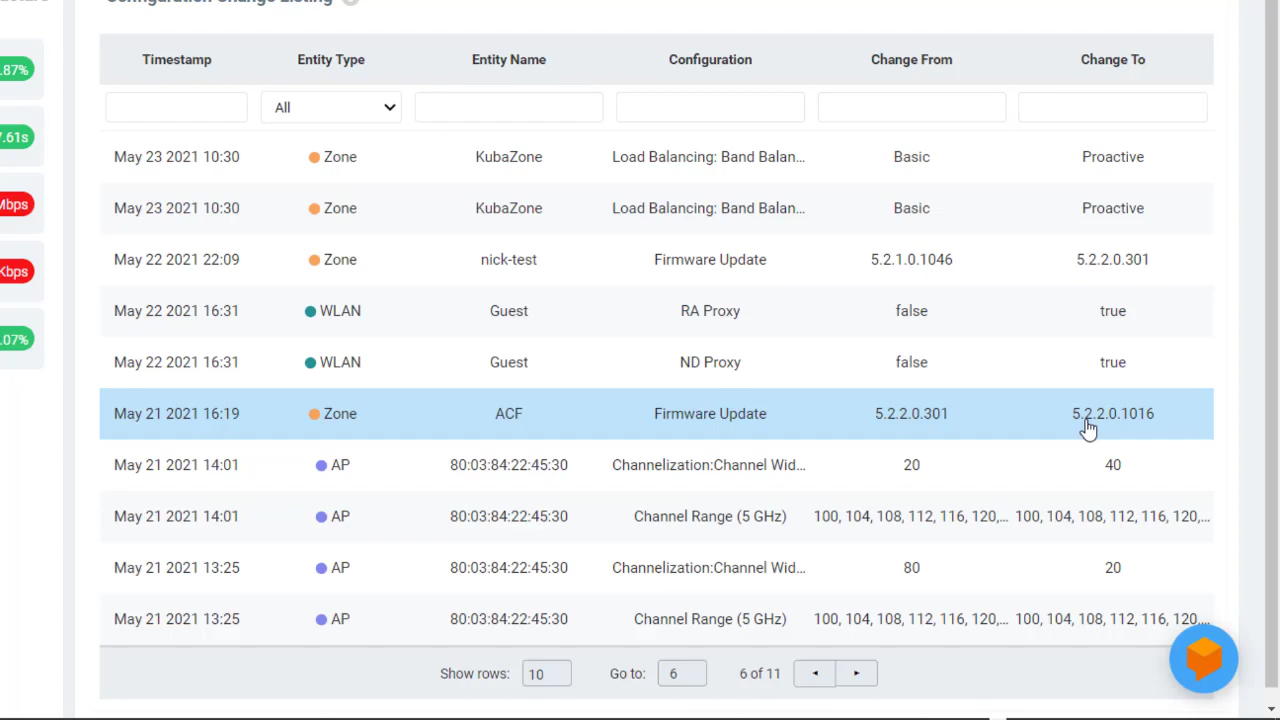 Configuration Change Listing
.87%
7.61s
Mbps
Kbps
.07%
Timestamp Entity Type Entity Name Configuration Change From Change To
All
May 23 2021 10:30 Zone KubaZone Load Balancing: Band Balan... Basic Proactive
May 23 2021 10:30 Zone KubaZone Load Balancing: Band Balan... Basic Proactive
May 22 2021 22:09 Zone nick-test Firmware Update 5.2.1.0.1046 5.2.2.0.301
May 22 2021 16:31 WLAN Guest RA Proxy false true
May 22 2021 16:31 WLAN Guest ND Proxy false true
May 21 2021 16:19 Zone ACF Firmware Update 5.2.2.0.301 5.2.2.0.1016
May 21 2021 14:01 AP 80:03:84:22:45:30 Channelization:Channel Wid... 20 40
May 21 2021 14:01 AP 80:03:84:22:45:30 Channel Range (5 GHz) 100, 104, 108, 112, 116, 120,... 100, 104, 108, 112, 116, 120,...
May 21 2021 13:25 AP 80:03:84:22:45:30 Channelization:Channel Wid... 80 20
May 21 2021 13:25 AP 80:03:84:22:45:30 Channel Range (5 GHz) 100, 104, 108, 112, 116, 120,... 100, 104, 108, 112, 116, 120,...
Show rows: 10 Go to: 6 6 of 11